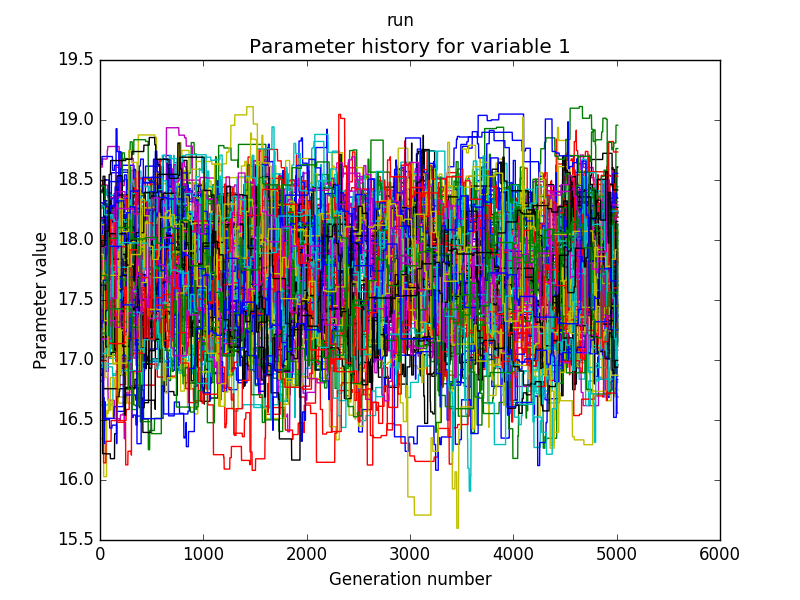 run
Parameter history for variable 1
19.5
19.0
18.5
18.0
17.5
17.0
16.5
16.0
15.5
Parameter value
0 1000 2000 3000 4000 5000 6000
Generation number